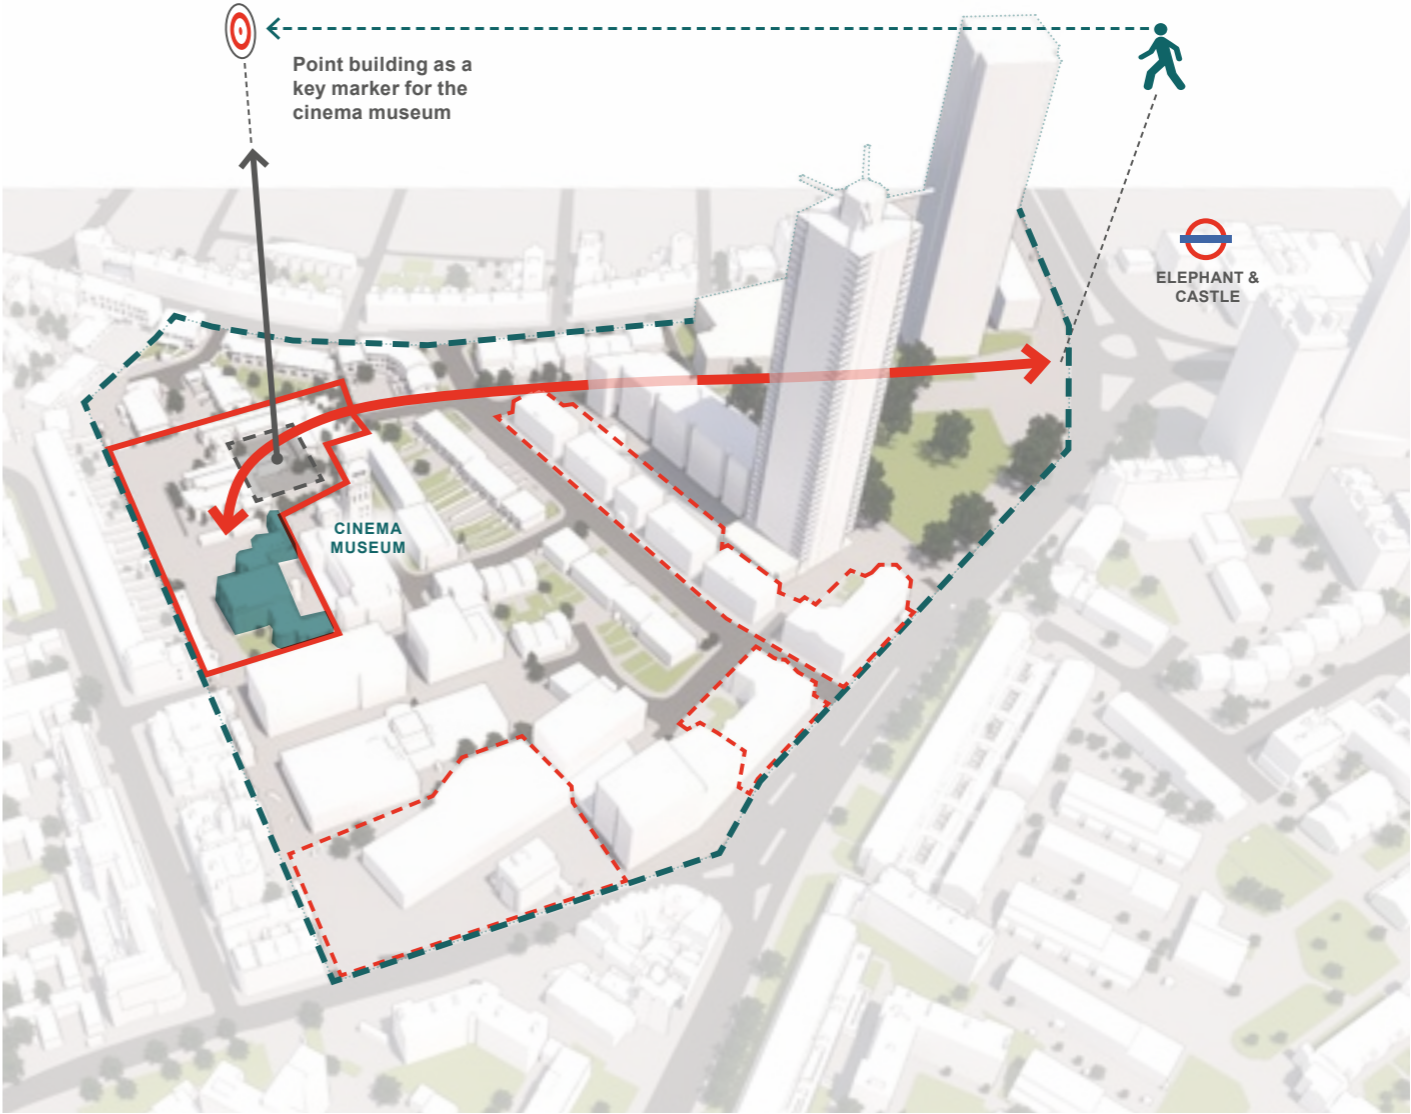 Point building as a
key marker for the
cinema museum
ELEPHANT &
CASTLE
CINEMA
MUSEUM